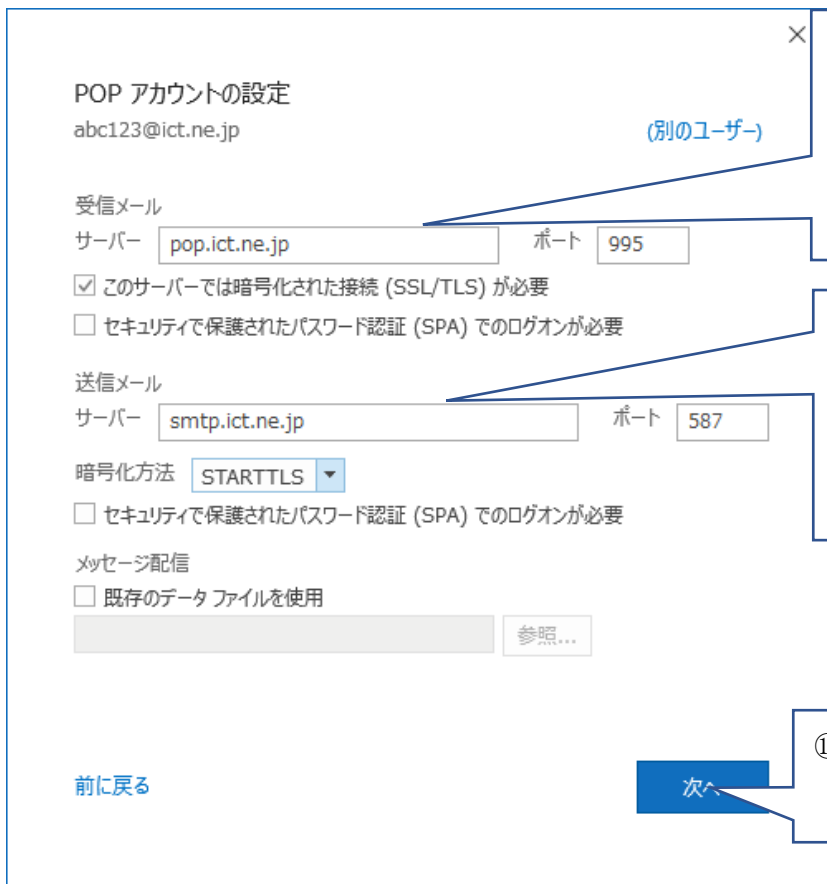 POP アカウントの設定
abc123@ict.ne.jp (別のユーザー)
受信メール
サーバー pop.ict.ne.jp ポート 995
このサーバーでは暗号化された接続 (SSL/TLS) が必要
セキュリティで保護されたパスワード認証 (SPA) でのログオンが必要
送信メール
サーバー smtp.ict.ne.jp ポート 587
暗号化方法 STARTTLS
セキュリティで保護されたパスワード認証 (SPA) でのログオンが必要
メッセージ配信
既存のデータ ファイルを使用
参照...
前に戻る 次へ